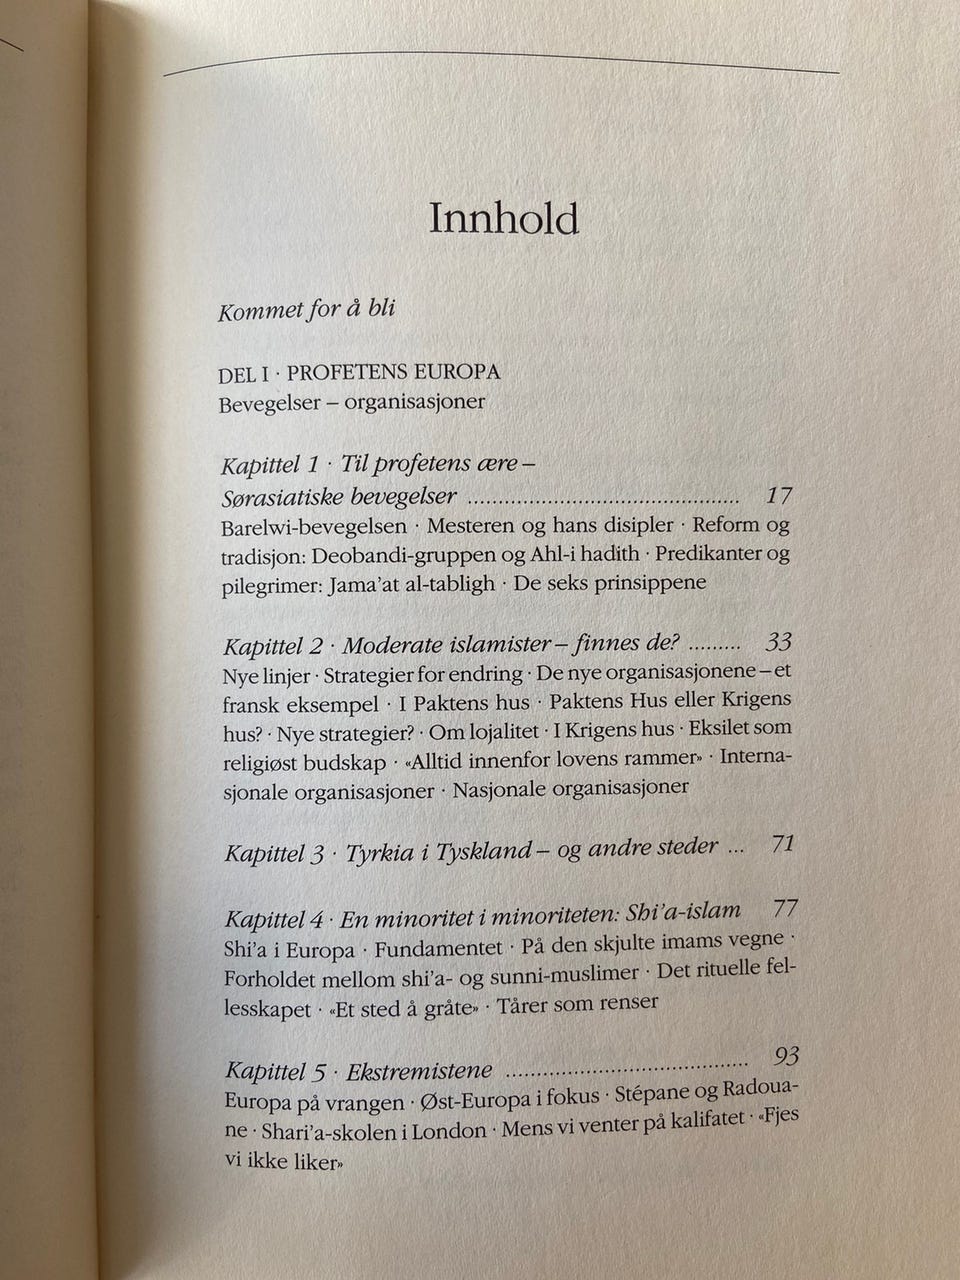 Innhold
Kommet for å bli
DEL I · PROFETENS EUROPA
Bevegelser – organisasjoner
Kapittel 1 · Til profetens ære –
Sørasiatiske bevegelser ............................................. 17
Barelwi-bevegelsen · Mesteren og hans disipler · Reform og
tradisjon: Deobandi-gruppen og Ahl-i hadith · Predikanter og
pilegrimer: Jama'at al-tabligh · De seks prinsippene
Kapittel 2 · Moderate islamister – finnes de? ......... 33
Nye linjer · Strategier for endring · De nye organisasjonene – et
fransk eksempel · I Paktens hus · Paktens Hus eller Krigens
hus? · Nye strategier? · Om lojalitet · I Krigens hus · Eksilet som
religiøst budskap · «Alltid innenfor lovens rammer» · Interna-
sjonale organisasjoner · Nasjonale organisasjoner
Kapittel 3 · Tyrkia i Tyskland – og andre steder ... 71
Kapittel 4 · En minoritet i minoriteten: Shi'a-islam 77
Shi'a i Europa · Fundamentet · På den skjulte imams vegne ·
Forholdet mellom shi'a- og sunni-muslimer · Det rituelle fel-
lesskapet · «Et sted å gråte» · Tårer som renser
Kapittel 5 · Ekstremistene ........................................ 93
Europa på vrangen · Øst-Europa i fokus · Stépane og Radoua-
ne · Shari'a-skolen i London · Mens vi venter på kalifatet · «Fjes
vi ikke liker»